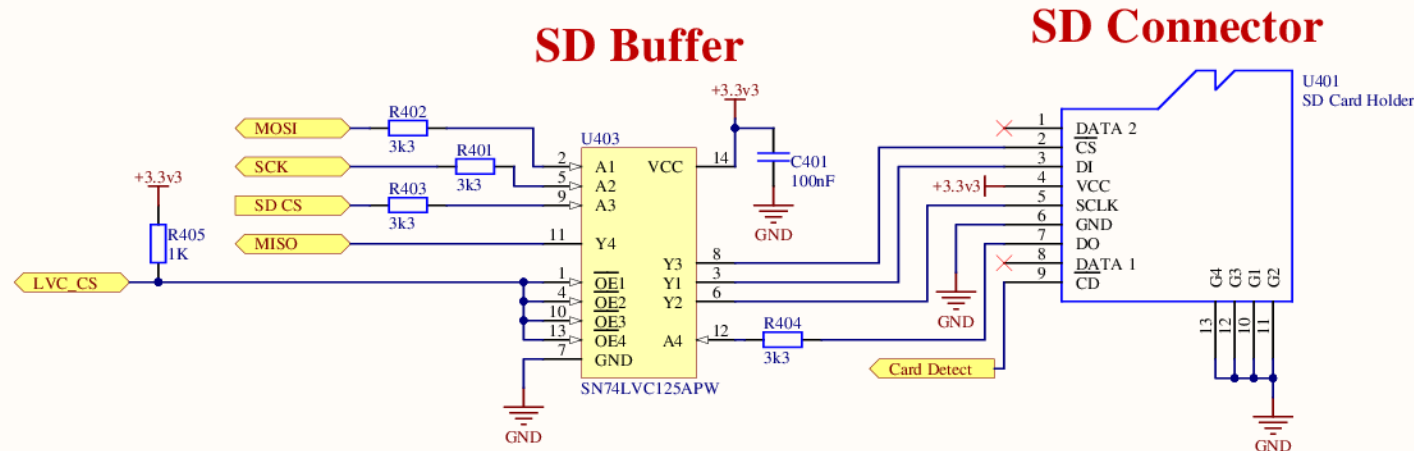 SD Buffer
SD Connector
U401
SD Card Holder
MOSI
R402
3k3
SCK
R401
3k3
SD CS
R403
3k3
MISO
+3.3v3
R405
1K
LVC_CS
U403
2 A1
5 A2
9 A3
11 Y4
1 OE1
4 OE2
10 OE3
13 OE4
7 GND
VCC 14
Y3 8
Y1 3
Y2 6
A4 12
SN74LVC125APW
GND
+3.3v3
C401
100nF
GND
R404
3k3
+3.3v3
GND
Card Detect
1 DATA 2
2 CS
3 DI
4 VCC
5 SCLK
6 GND
7 DO
8 DATA 1
9 CD
G4 G3 G1 G2
13 12 10 11
GND